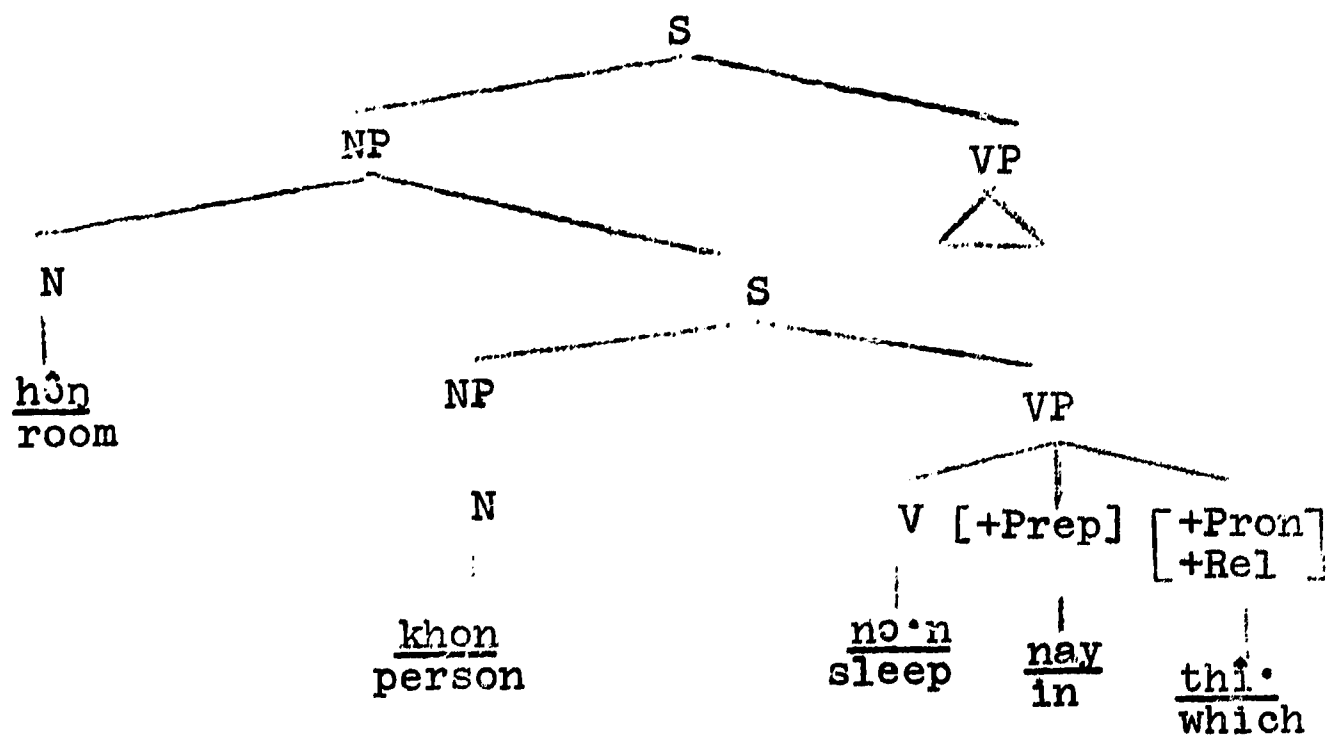 S
NP VP
N S
hɔ̂ŋ
room
NP VP
N V [+Prep] [+Pron
+Rel]
khon
person
nɔ·n
sleep
nay
in
thî·
which